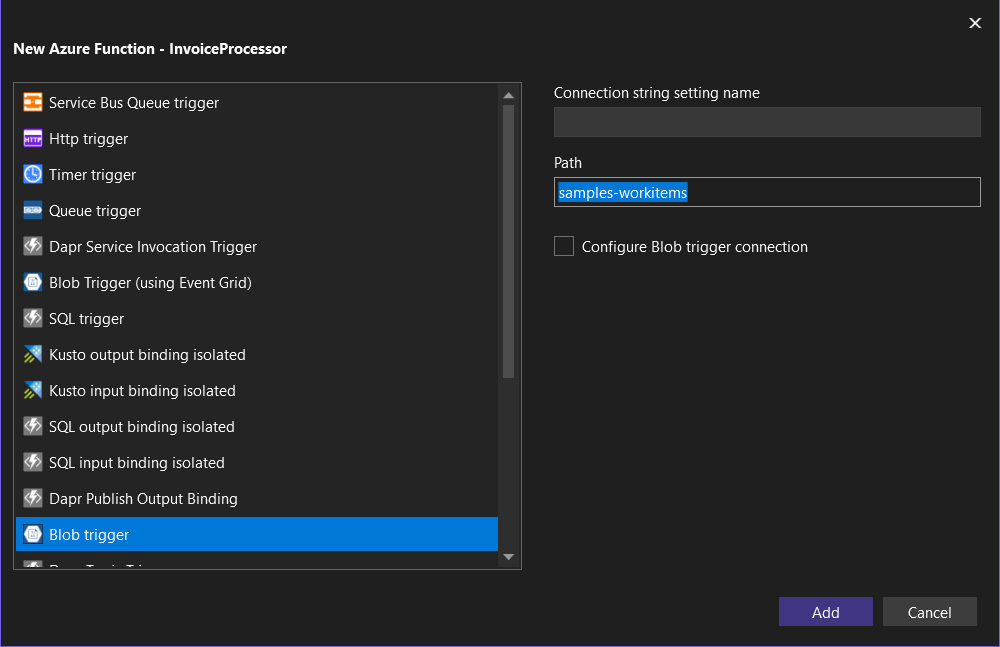 New Azure Function - InvoiceProcessor
Service Bus Queue trigger
HTTP
Http trigger
Timer trigger
Queue trigger
Dapr Service Invocation Trigger
Blob Trigger (using Event Grid)
SQL trigger
Kusto output binding isolated
Kusto input binding isolated
SQL output binding isolated
SQL input binding isolated
Dapr Publish Output Binding
Blob trigger
Connection string setting name
Path
samples-workitems
Configure Blob trigger connection
Add
Cancel